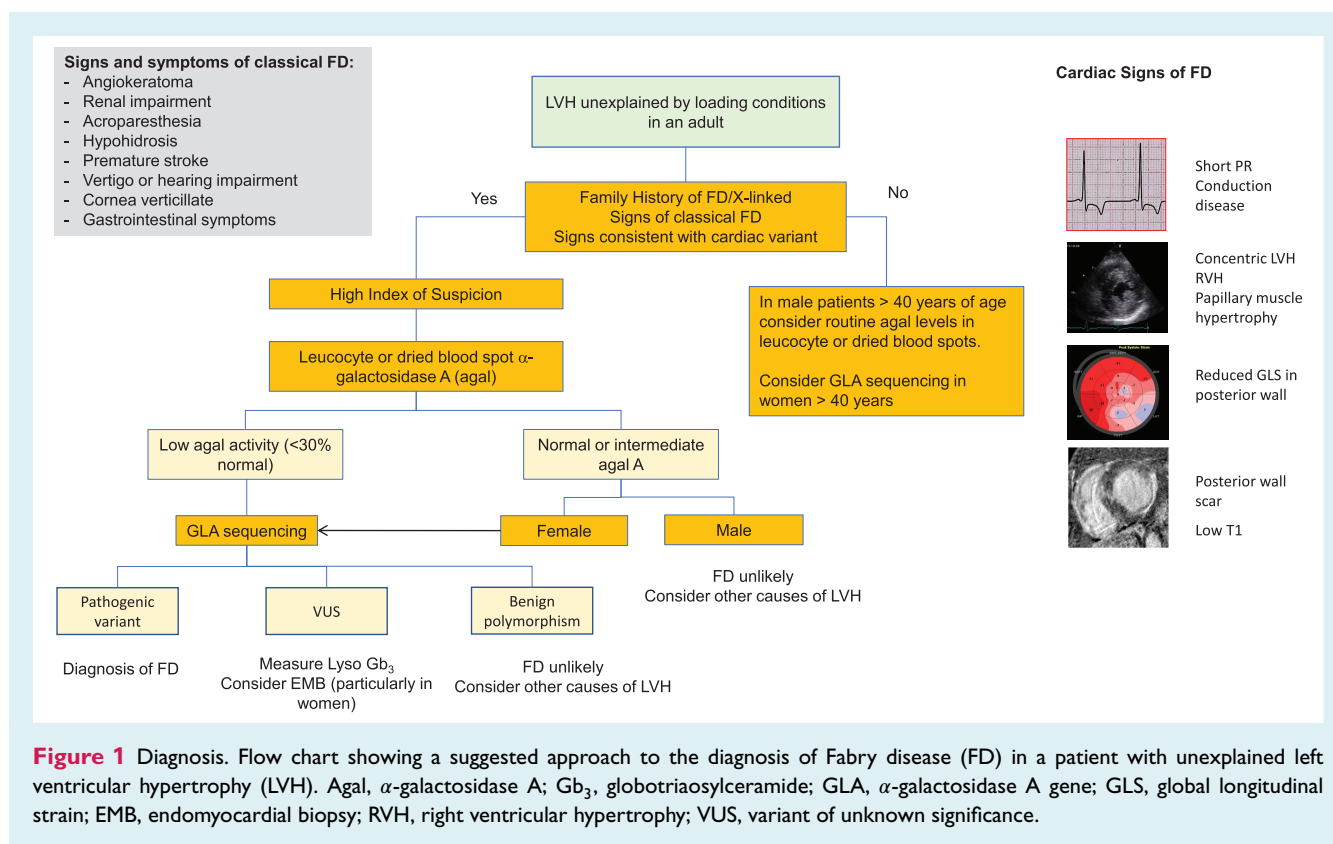 Signs and symptoms of classical FD:
- Angiokeratoma
- Renal impairment
- Acroparesthesia
- Hypohidrosis
- Premature stroke
- Vertigo or hearing impairment
- Cornea verticillate
- Gastrointestinal symptoms
LVH unexplained by loading conditions
in an adult
Yes
Family History of FD/X-linked
Signs of classical FD
Signs consistent with cardiac variant
No
High Index of Suspicion
Leucocyte or dried blood spot α-
galactosidase A (agal)
In male patients > 40 years of age
consider routine agal levels in
leucocyte or dried blood spots.
Consider GLA sequencing in
women > 40 years
Low agal activity (<30%
normal)
Normal or intermediate
agal A
GLA sequencing
Female
Male
FD unlikely
Consider other causes of LVH
Pathogenic
variant
VUS
Benign
polymorphism
Diagnosis of FD
Measure Lyso Gb₃
Consider EMB (particularly in
women)
FD unlikely
Consider other causes of LVH
Cardiac Signs of FD
Short PR
Conduction
disease
Concentric LVH
RVH
Papillary muscle
hypertrophy
Reduced GLS in
posterior wall
Posterior wall
scar
Low T1
Figure 1 Diagnosis. Flow chart showing a suggested approach to the diagnosis of Fabry disease (FD) in a patient with unexplained left
ventricular hypertrophy (LVH). Agal, α-galactosidase A; Gb₃, globotriaosylceramide; GLA, α-galactosidase A gene; GLS, global longitudinal
strain; EMB, endomyocardial biopsy; RVH, right ventricular hypertrophy; VUS, variant of unknown significance.